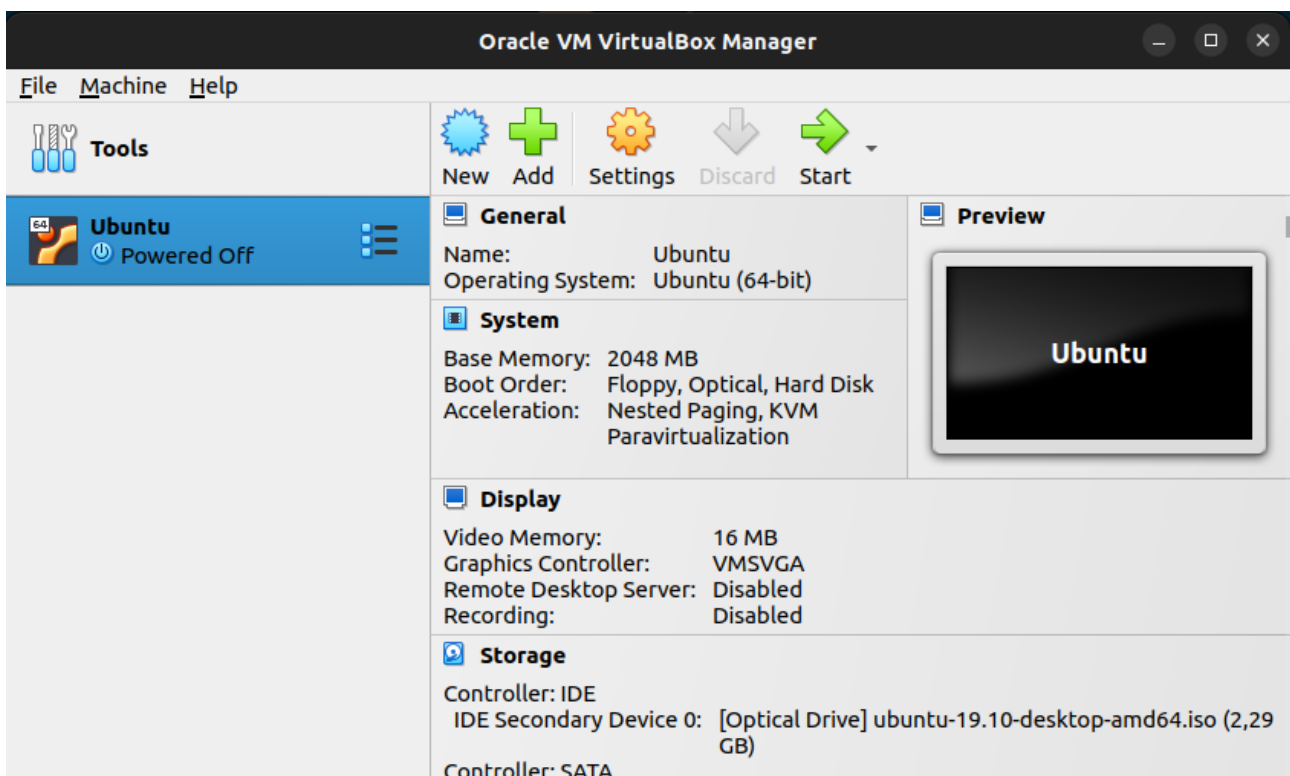 Oracle VM VirtualBox Manager
File Machine Help
Tools
New Add Settings Discard Start
64
Ubuntu
Powered Off
General
Name: Ubuntu
Operating System: Ubuntu (64-bit)
System
Base Memory: 2048 MB
Boot Order: Floppy, Optical, Hard Disk
Acceleration: Nested Paging, KVM
Paravirtualization
Preview
Ubuntu
Display
Video Memory: 16 MB
Graphics Controller: VMSVGA
Remote Desktop Server: Disabled
Recording: Disabled
Storage
Controller: IDE
IDE Secondary Device 0: [Optical Drive] ubuntu-19.10-desktop-amd64.iso (2,29
GB)
Controller: SATA